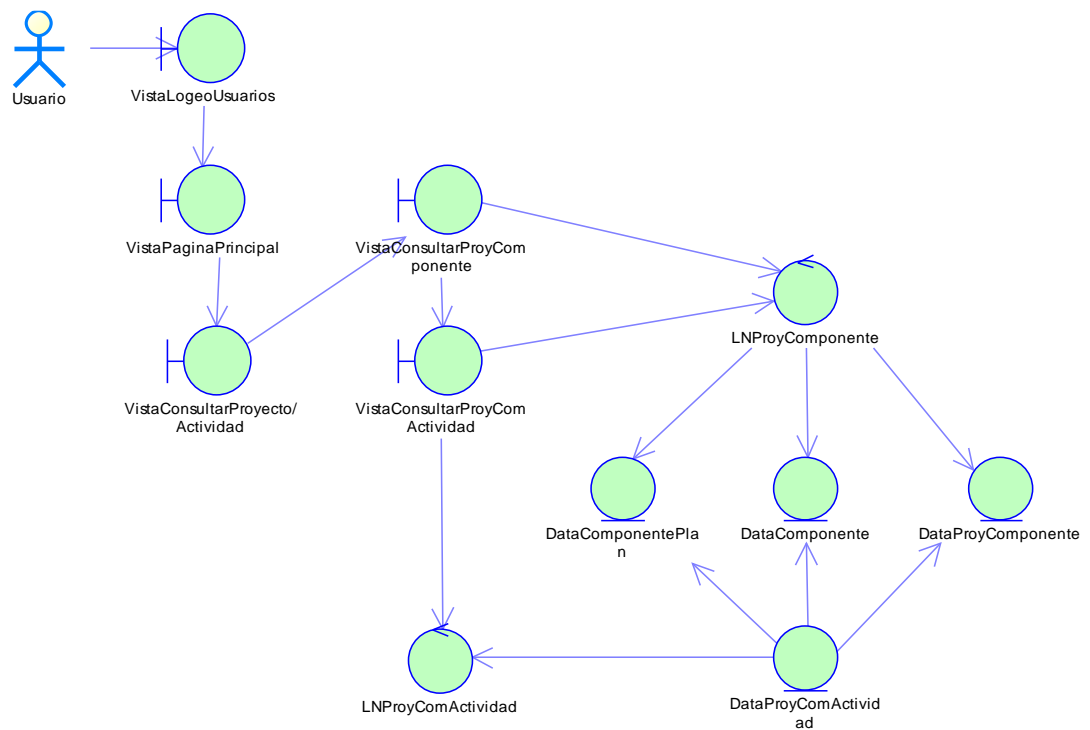 Usuario
VistaLogeoUsuarios
VistaPaginaPrincipal
VistaConsultarProyCom
ponente
LNProyComponente
VistaConsultarProyecto/
Actividad
VistaConsultarProyCom
Actividad
DataComponentePla
n
DataComponente
DataProyComponente
LNProyComActividad
DataProyComActivid
ad